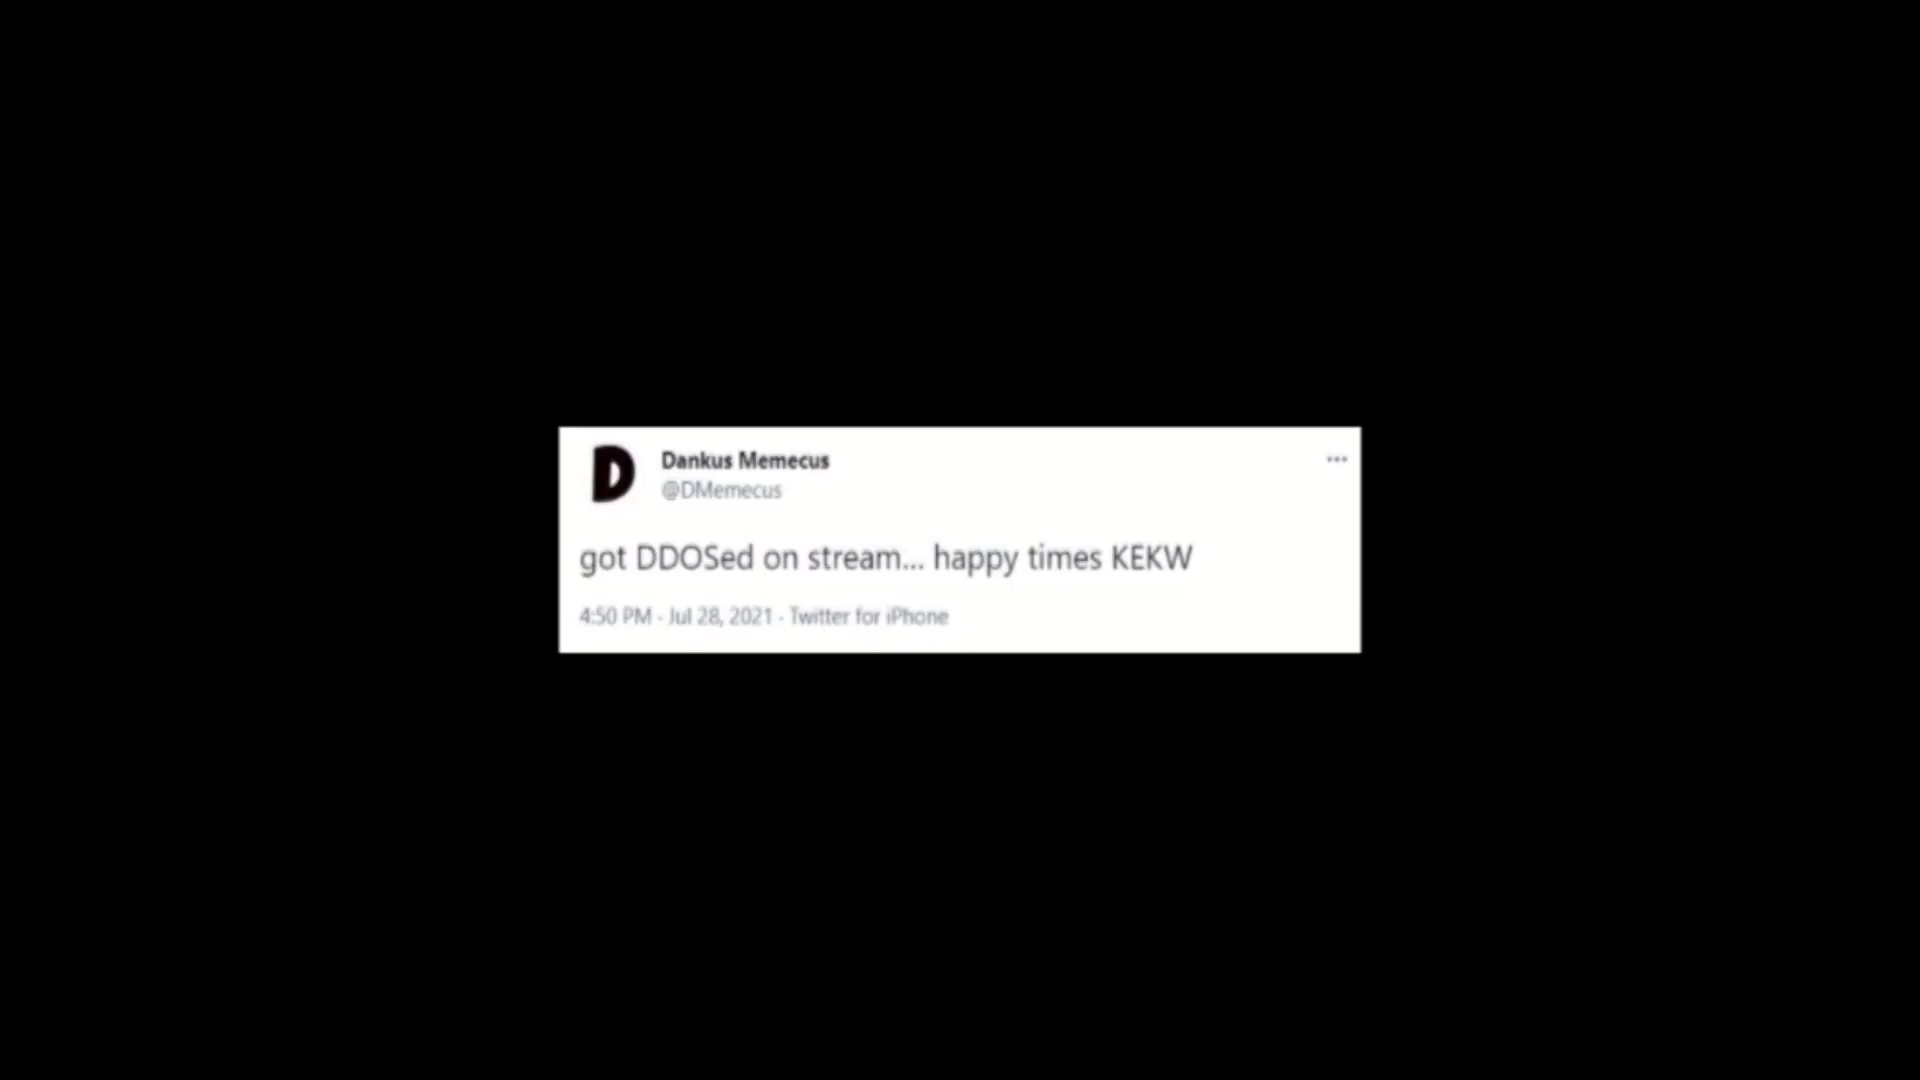 D
Dankus Memecus
@DMemecus
got DDOSed on stream... happy times KEKW
4:50 PM · Jul 28, 2021 · Twitter for iPhone